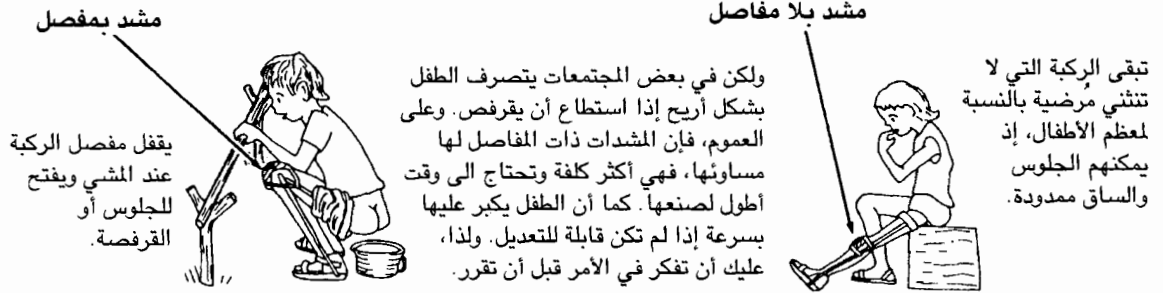 مشد بلا مفاصل
تبقى الركبة التي لا
تنثني مُرضية بالنسبة
لمعظم الأطفال، إذ
يمكنهم الجلوس
والساق ممدودة.
ولكن في بعض المجتمعات يتصرف الطفل
بشكل أريح إذا استطاع أن يقرفص. وعلى
العموم، فإن المشدات ذات المفاصل لها
مساوئها، فهي أكثر كلفة وتحتاج الى وقت
أطول لصنعها. كما أن الطفل يكبر عليها
بسرعة إذا لم تكن قابلة للتعديل. ولذا،
عليك أن تفكر في الأمر قبل أن تقرر.
مشد بمفصل
يقفل مفصل الركبة
عند المشي ويفتح
للجلوس أو
القرفصة.